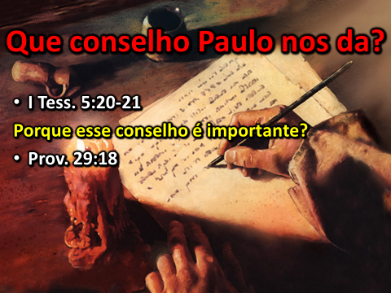 Que conselho Paulo nos da?
• I Tess. 5:20-21
Porque esse conselho é importante?
• Prov. 29:18